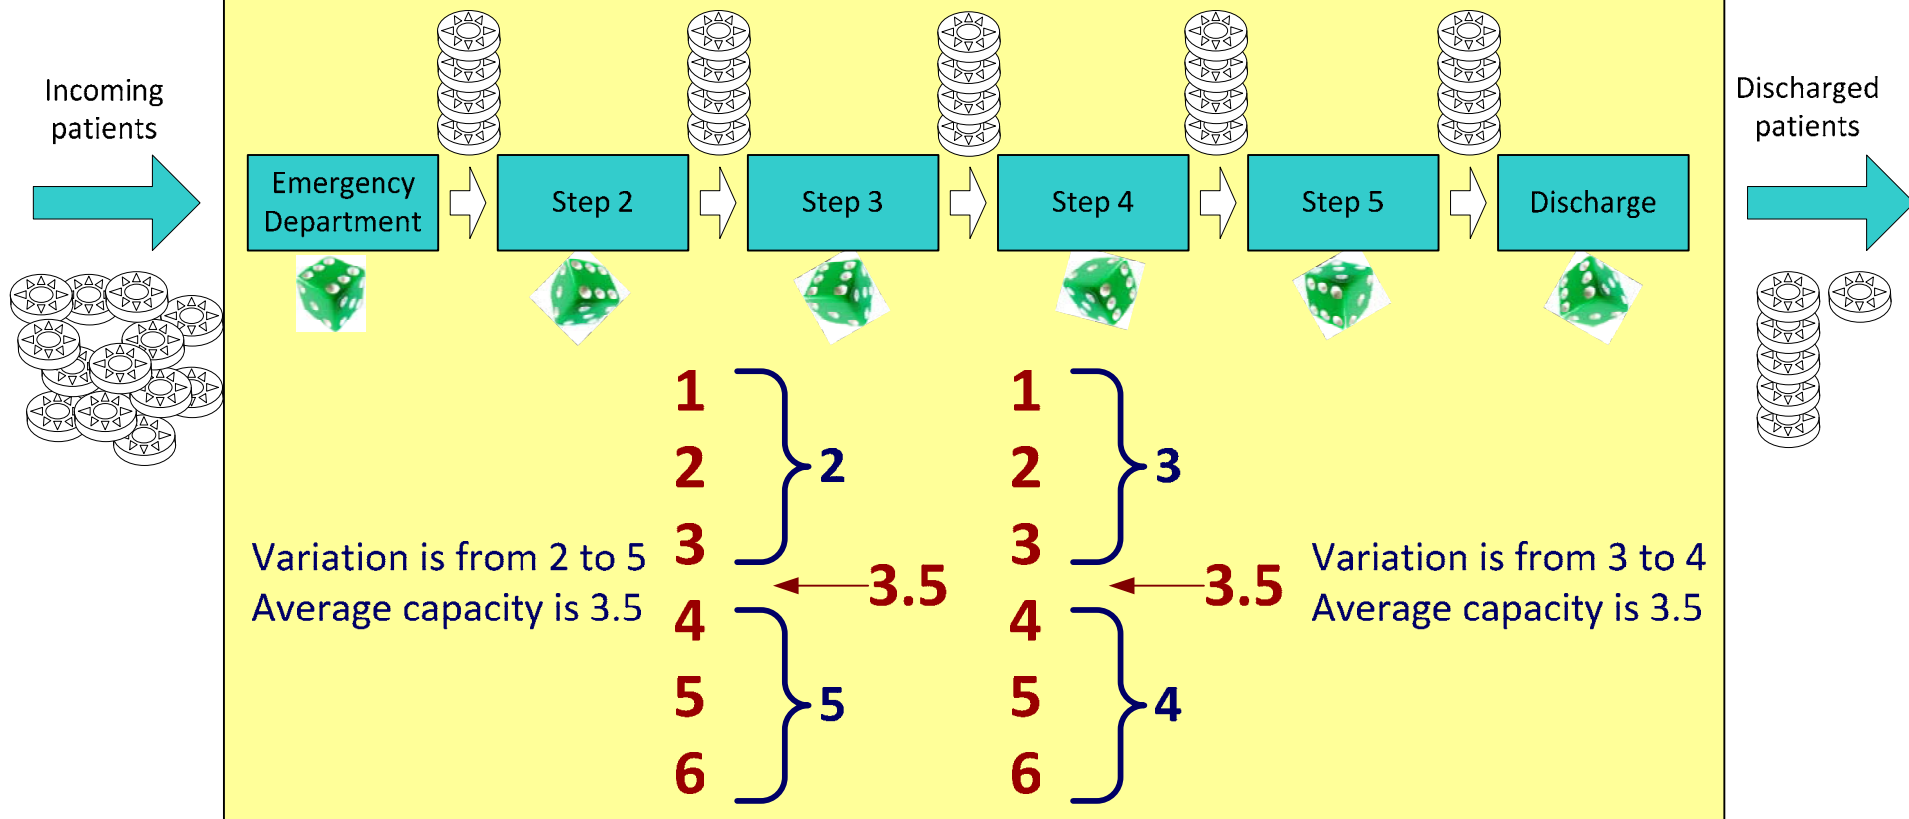 Incoming
patients
Emergency
Department
Step 2
Step 3
Step 4
Step 5
Discharge
Discharged
patients
Variation is from 2 to 5
Average capacity is 3.5
1
2
3
4
5
6
2
5
3.5
1
2
3
4
5
6
3
4
3.5
Variation is from 3 to 4
Average capacity is 3.5